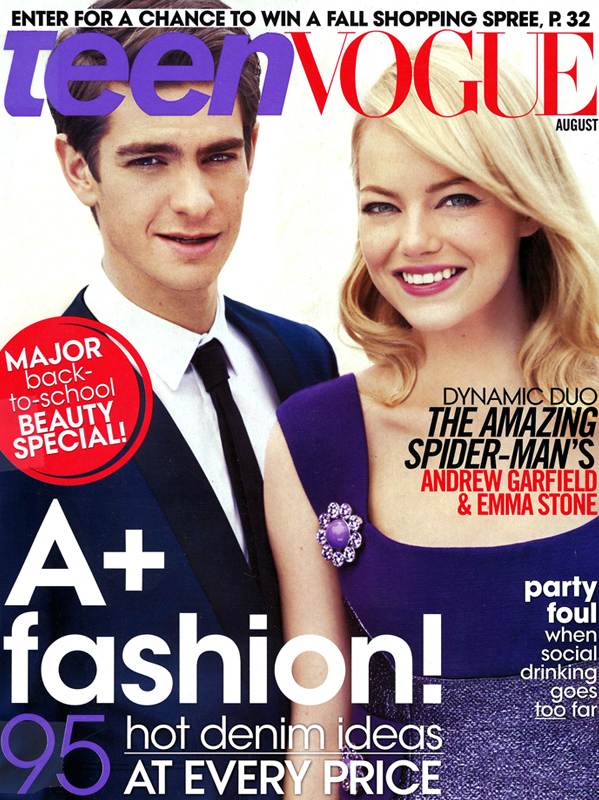 ENTER FOR A CHANCE TO WIN A FALL SHOPPING SPREE, P. 32
teenVOGUE
AUGUST
MAJOR
back-
to-school
BEAUTY
SPECIAL!
DYNAMIC DUO
THE AMAZING
SPIDER-MAN'S
ANDREW GARFIELD
& EMMA STONE
A+
fashion!
95 hot denim ideas
AT EVERY PRICE
party
foul
when
social
drinking
goes
too far